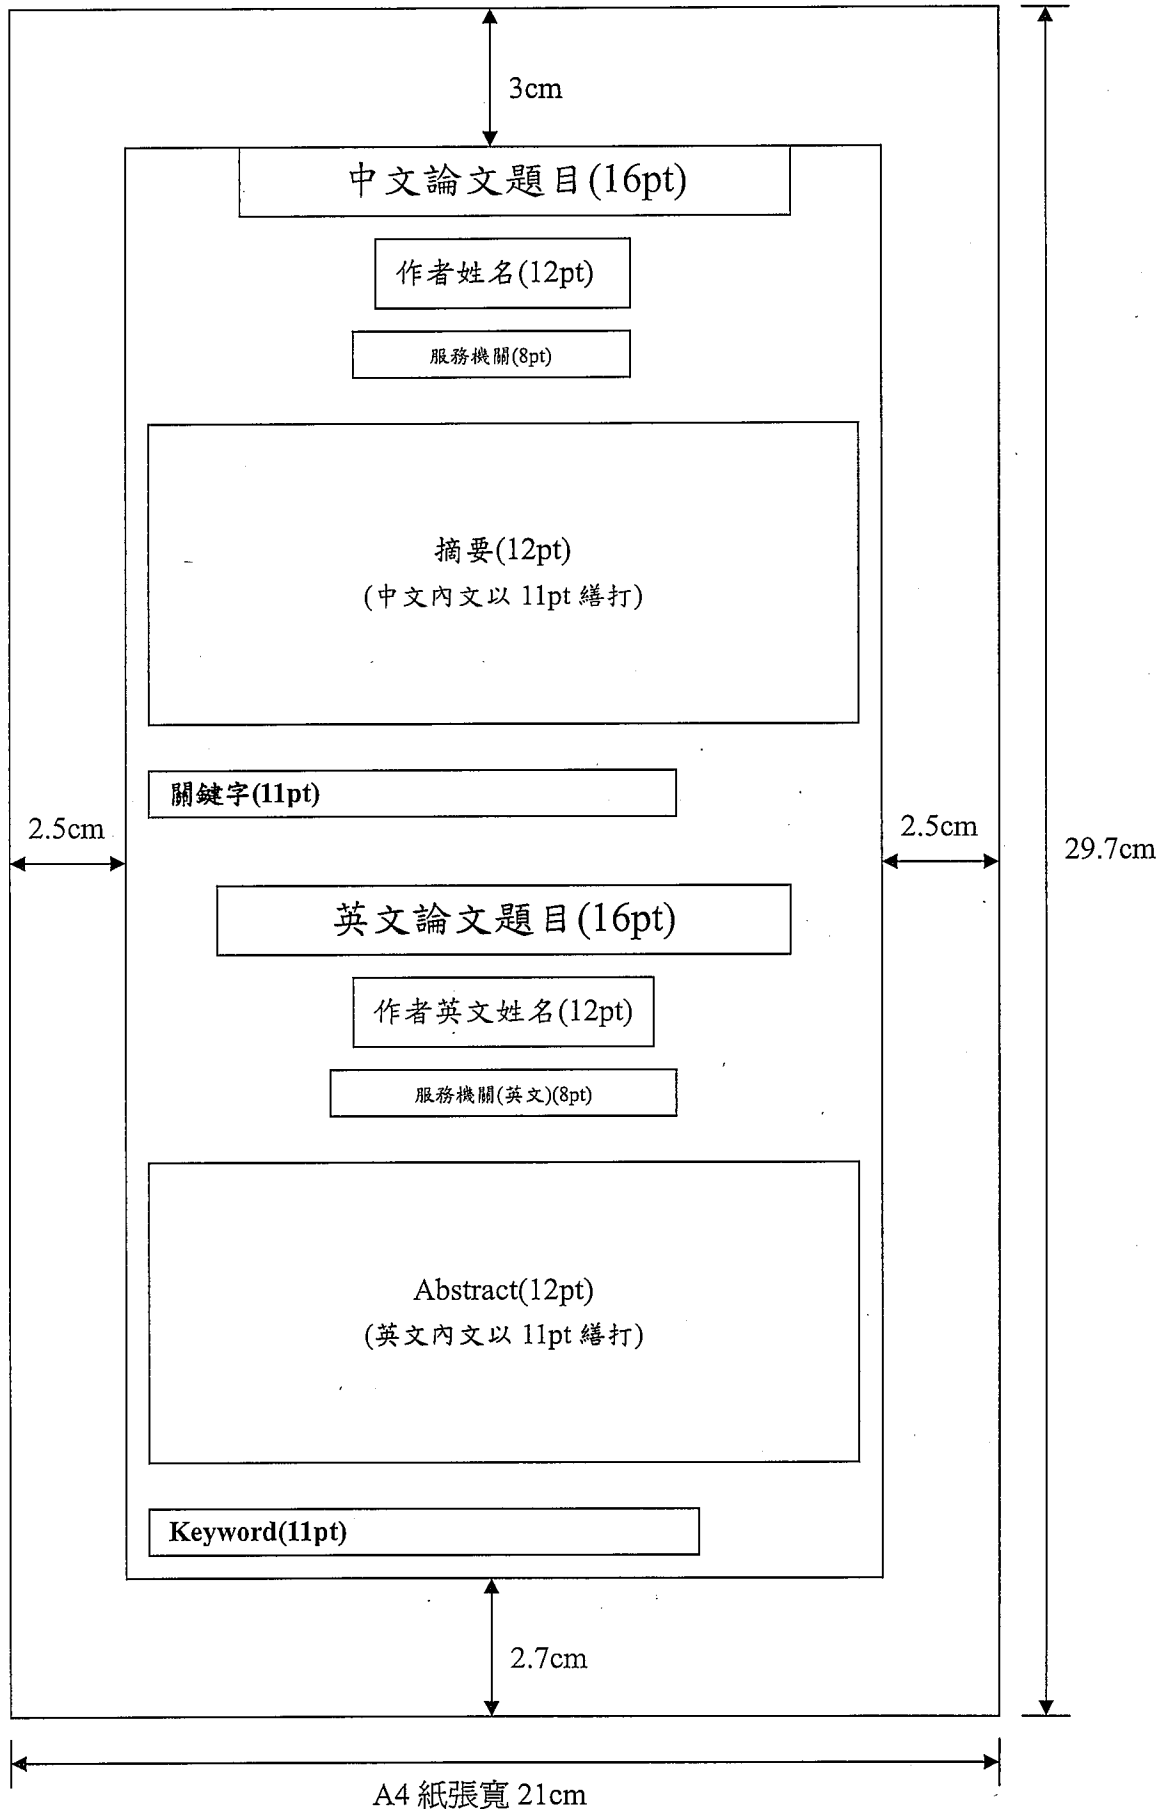 3cm
中文論文題目(16pt)
作者姓名(12pt)
服務機關(8pt)
摘要(12pt)
(中文內文以 11pt 繕打)
關鍵字(11pt)
2.5cm
2.5cm
29.7cm
英文論文題目(16pt)
作者英文姓名(12pt)
服務機關(英文)(8pt)
Abstract(12pt)
(英文內文以 11pt 繕打)
Keyword(11pt)
2.7cm
A4 紙張寬 21cm